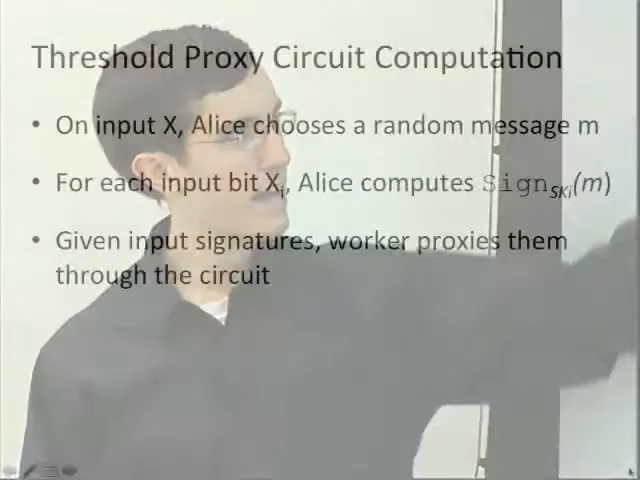 Threshold Proxy Circuit Computation
• On input X, Alice chooses a random message m
• For each input bit Xi, Alice computes SignSKi(m)
• Given input signatures, worker proxies them
through the circuit